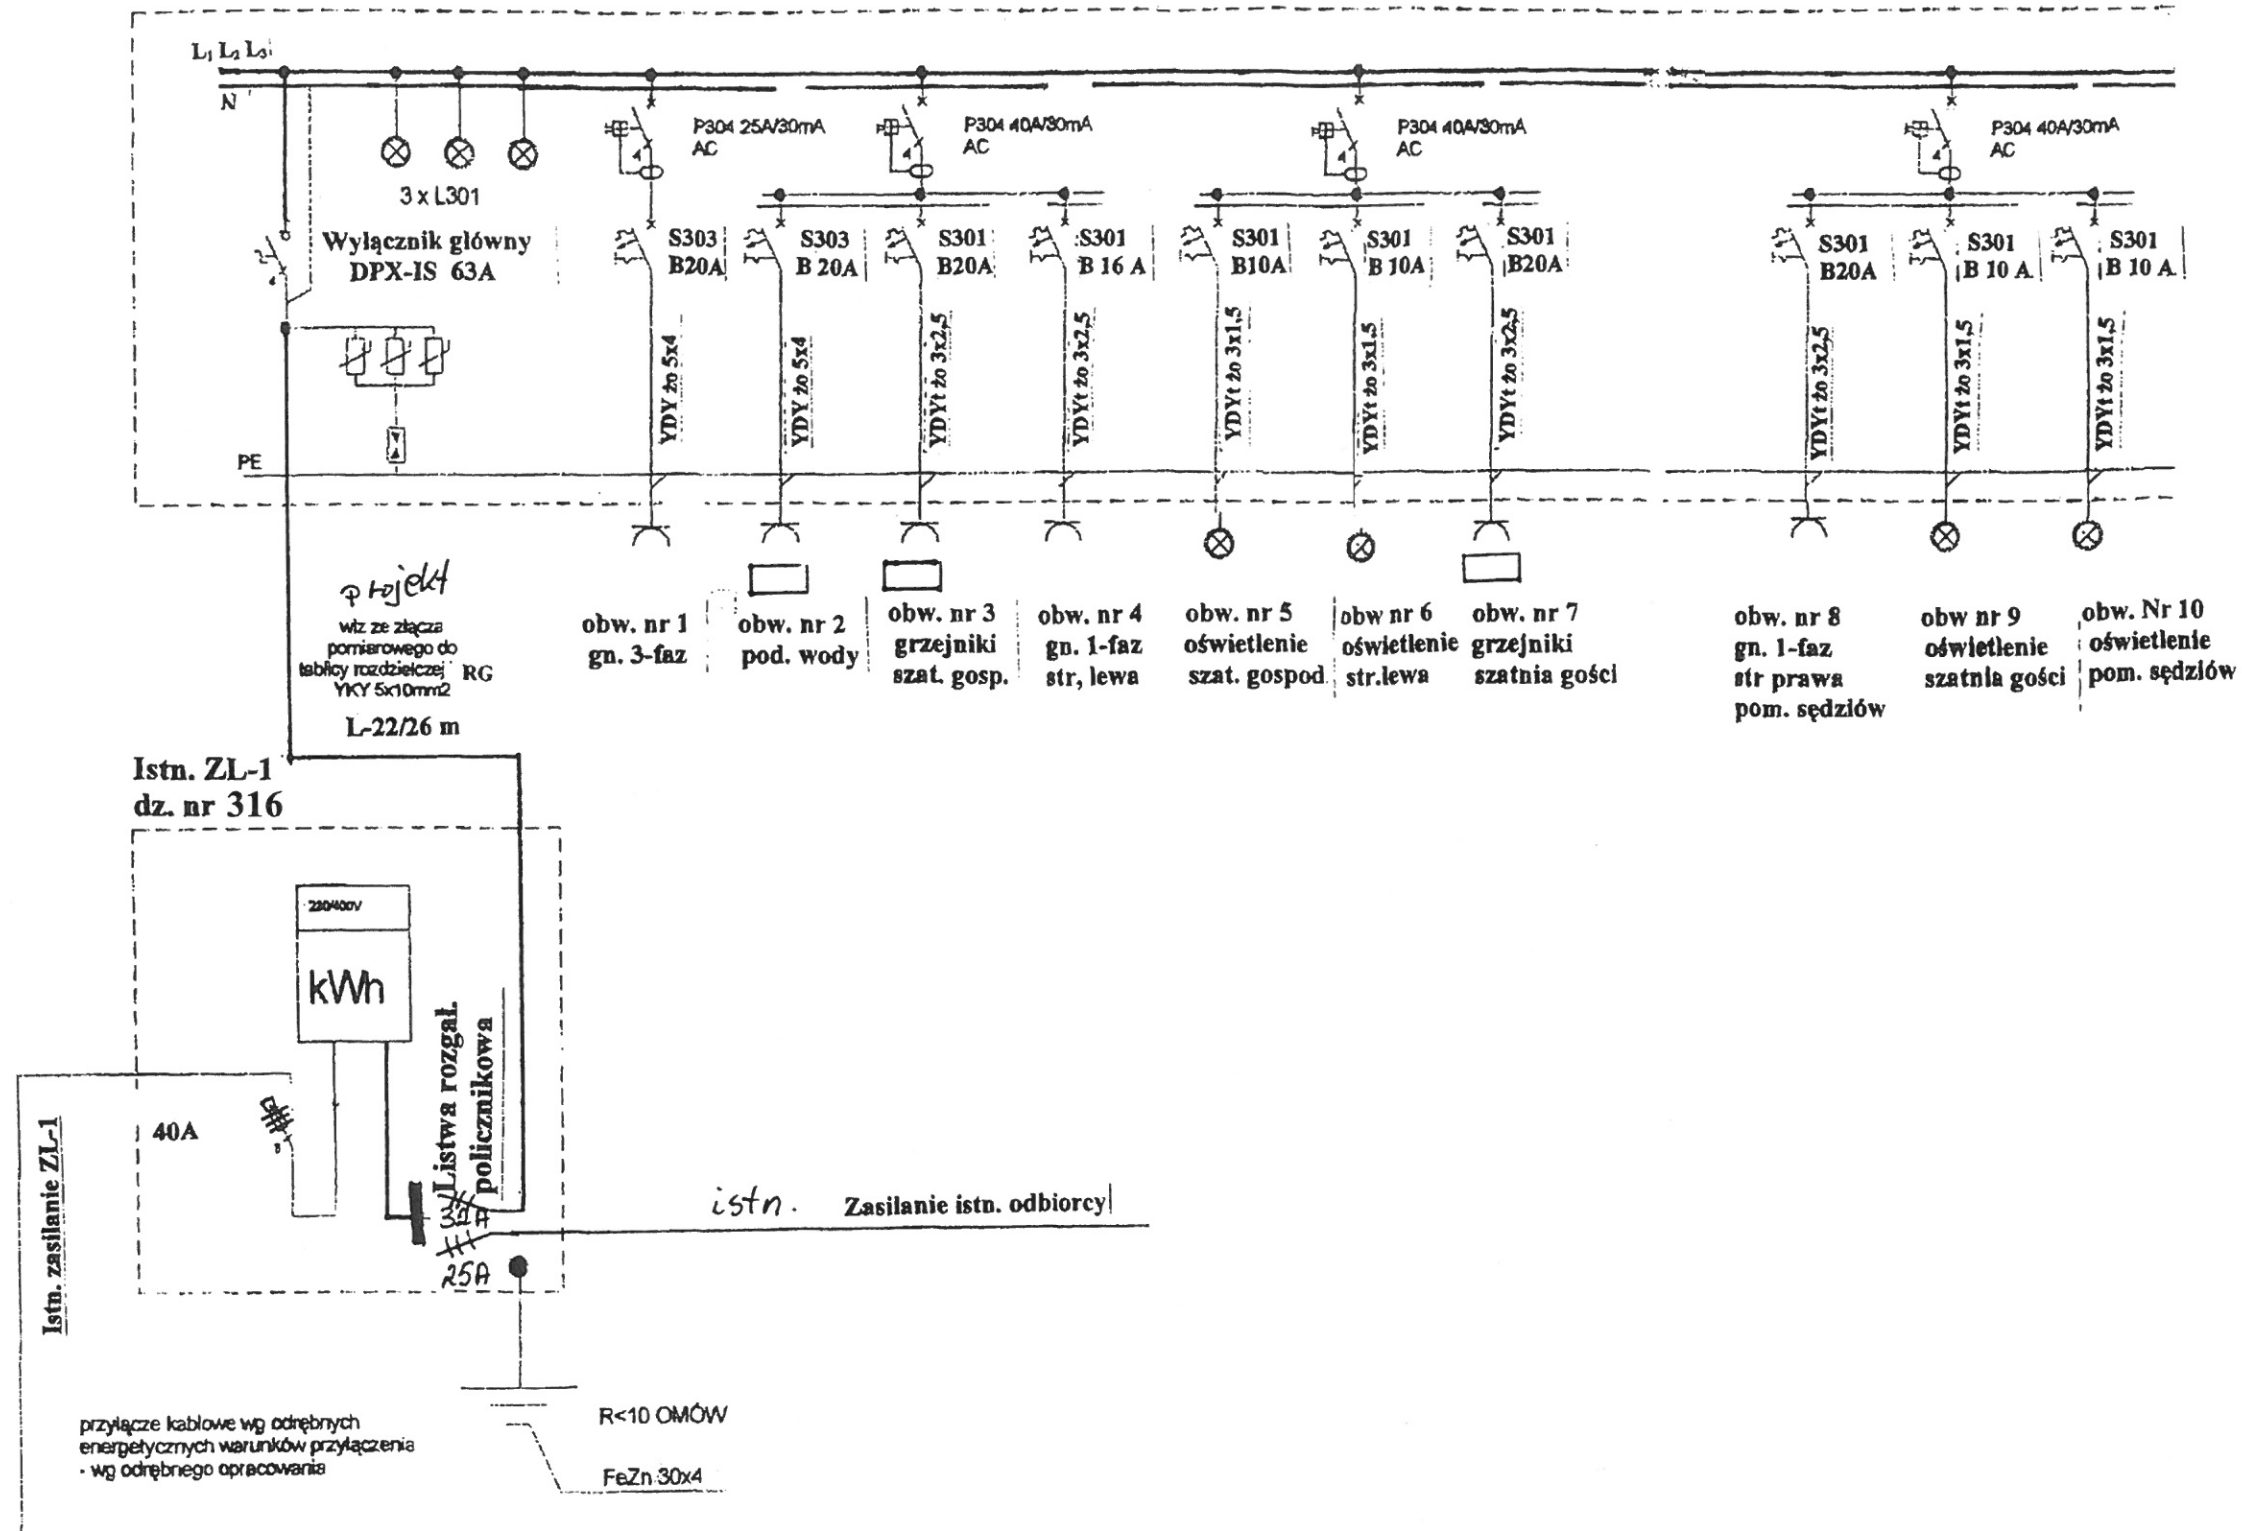 L1 L2 L3
N
P304 25A/30mA
AC
P304 40A/30mA
AC
P304 40A/30mA
AC
P304 40A/30mA
AC
4
4
4
4
3 x L301
Wyłącznik główny
DPX-IS 63A
4
S303
B20A
S303
B 20A
S301
B20A
S301
B 16 A
S301
B10A
S301
B 10A
S301
B20A
S301
B20A
S301
B 10 A
S301
B 10 A
YDY żo 5x4
YDY żo 5x4
YDYt żo 3x2,5
YDYt żo 3x2,5
YDYt żo 3x1,5
YDYt żo 3x1,5
YDYt żo 3x2,5
YDYt żo 3x2,5
YDYt żo 3x1,5
YDYt żo 3x1,5
PE
projekt
wlz ze złącza
pomiarowego do
tablicy rozdzielczej RG
YKY 5x10mm2
L-22/26 m
obw. nr 1
gn. 3-faz
obw. nr 2
pod. wody
obw. nr 3
grzejniki
szat. gosp.
obw. nr 4
gn. 1-faz
str, lewa
obw. nr 5
oświetlenie
szat. gospod
obw nr 6
oświetlenie
str.lewa
obw. nr 7
grzejniki
szatnia gości
obw. nr 8
gn. 1-faz
str prawa
pom. sędziów
obw nr 9
oświetlenie
szatnia gości
obw. Nr 10
oświetlenie
pom. sędziów
Istn. ZL-1
dz. nr 316
230/400V
kWh
Listwa rozgał.
policznikowa
40A
Istn. zasilanie ZL-1
32A
25A
istn. Zasilanie istn. odbiorcy
R<10 OMÓW
FeZn 30x4
przyłącze kablowe wg odrębnych
energetycznych warunków przyłączenia
- wg odrębnego opracowania